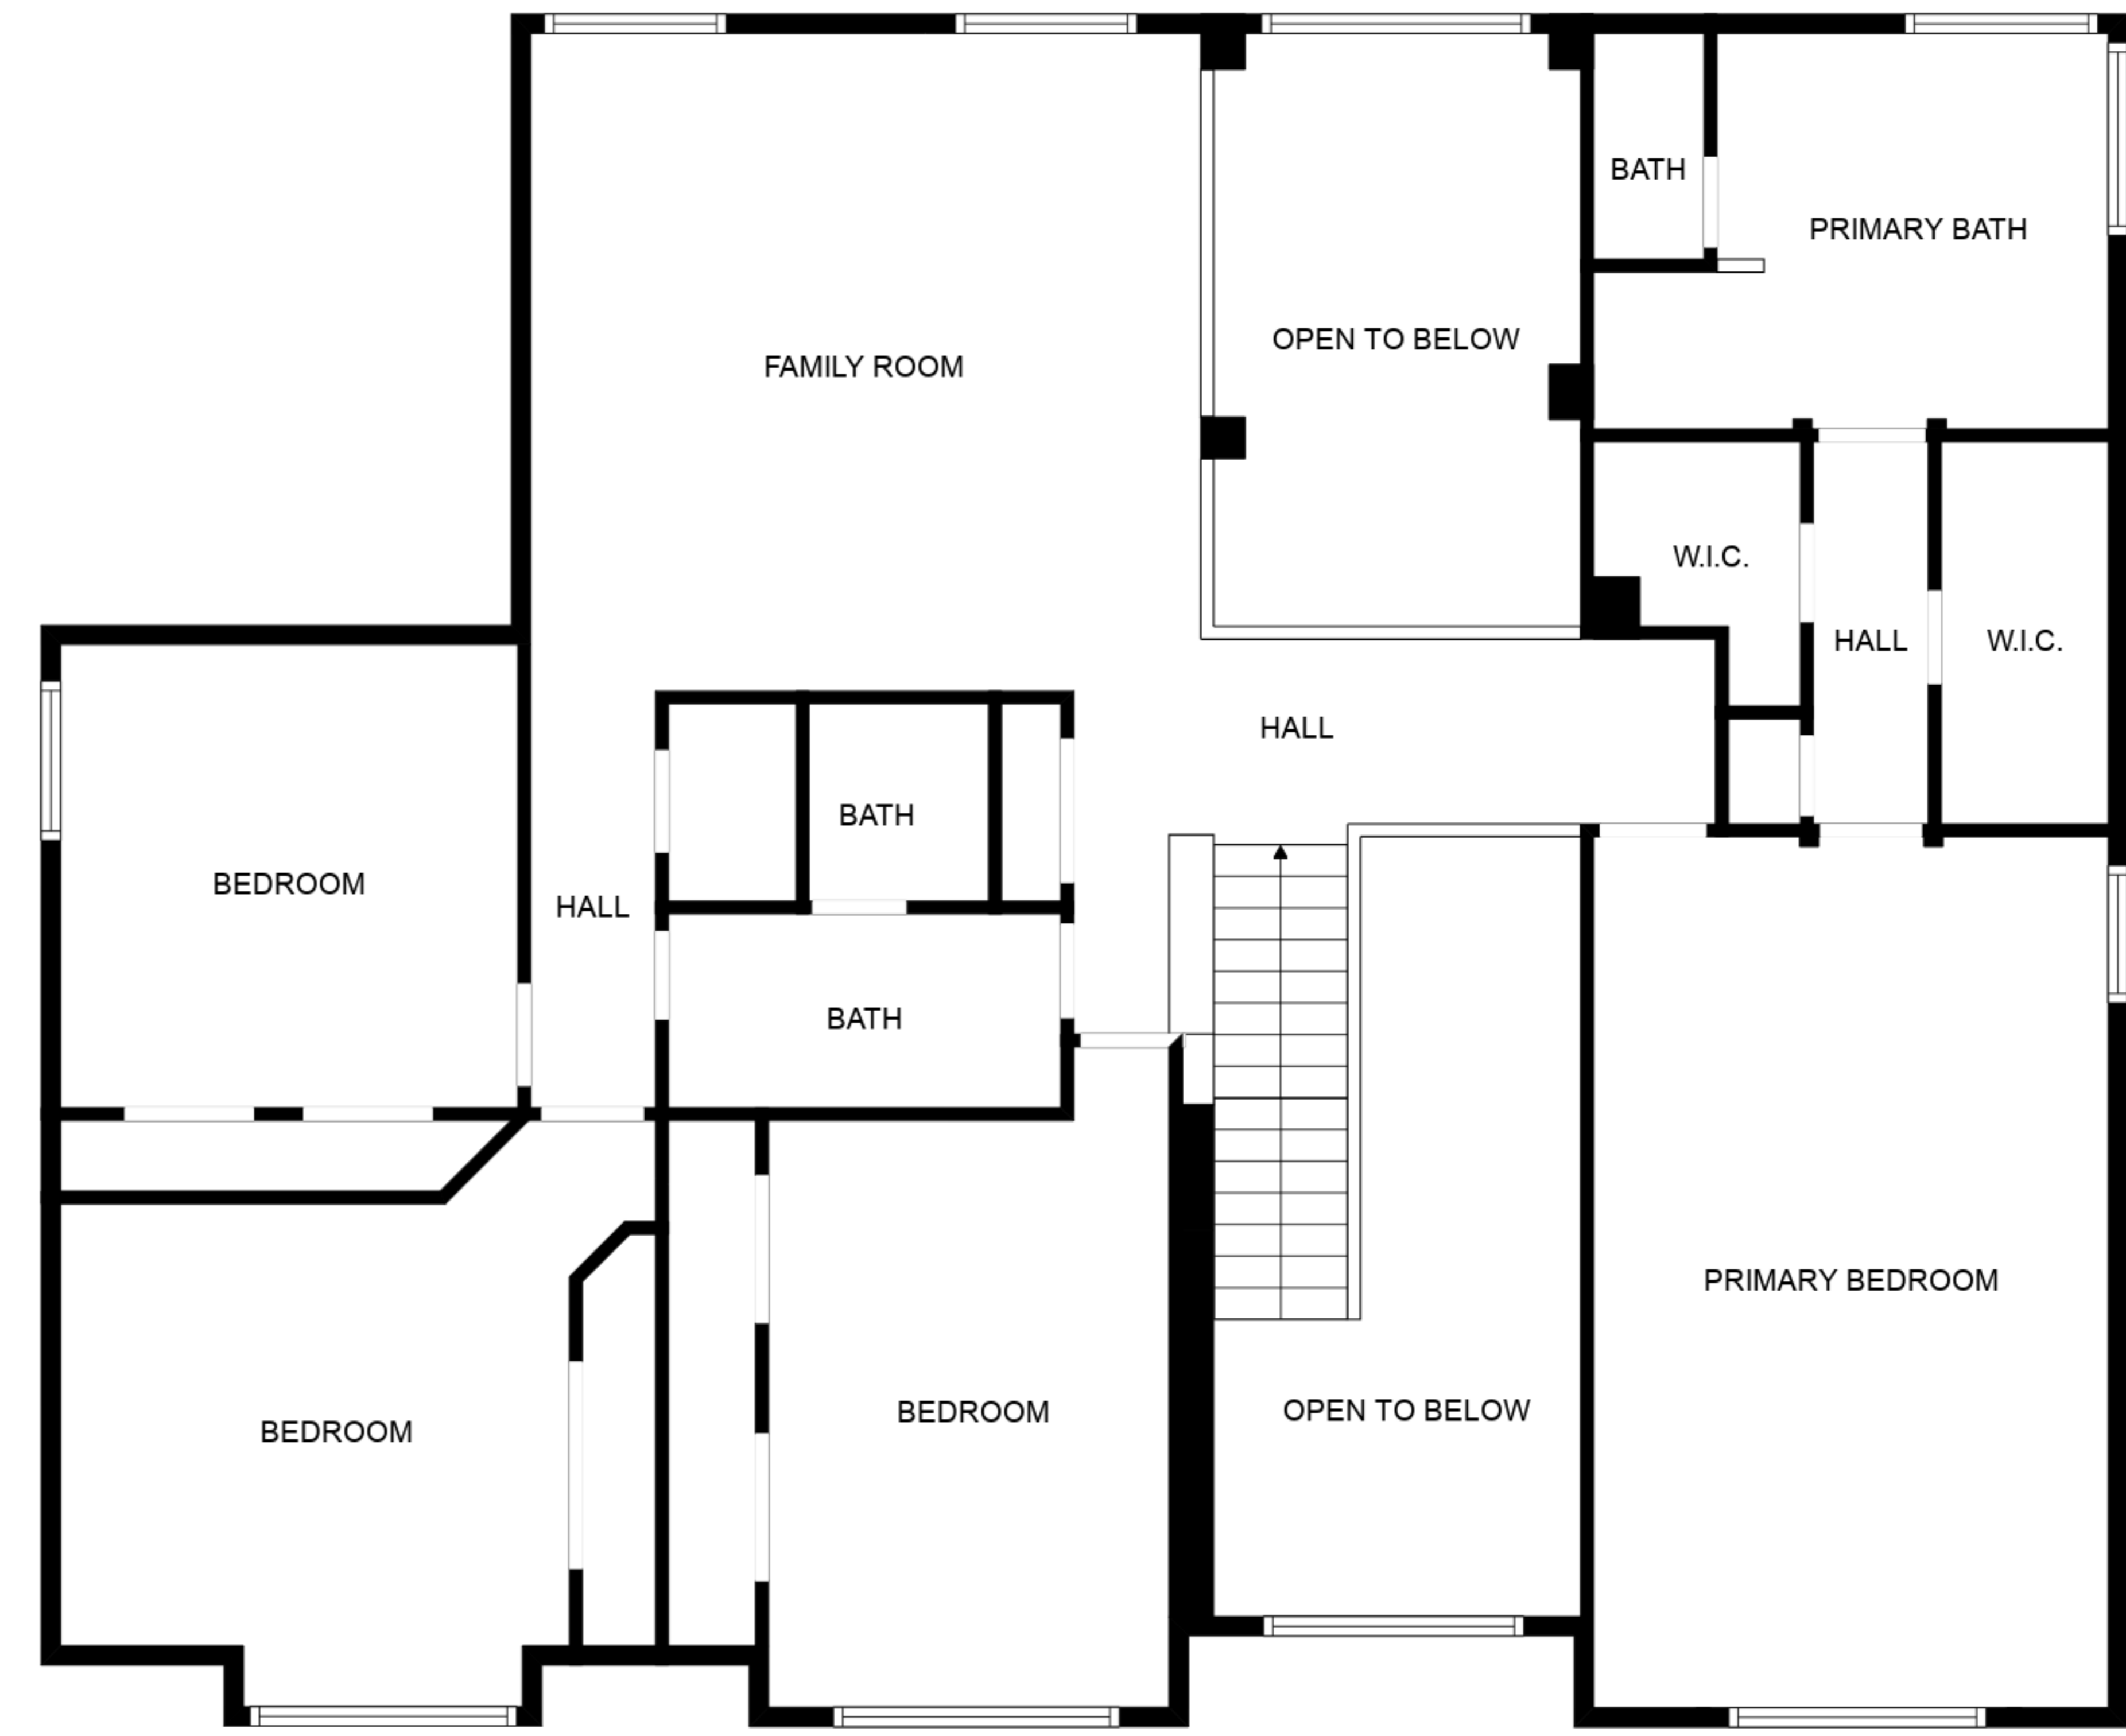 BATH
PRIMARY BATH
OPEN TO BELOW
FAMILY ROOM
W.I.C.
HALL
W.I.C.
HALL
BATH
BEDROOM
HALL
BATH
PRIMARY BEDROOM
OPEN TO BELOW
BEDROOM
BEDROOM